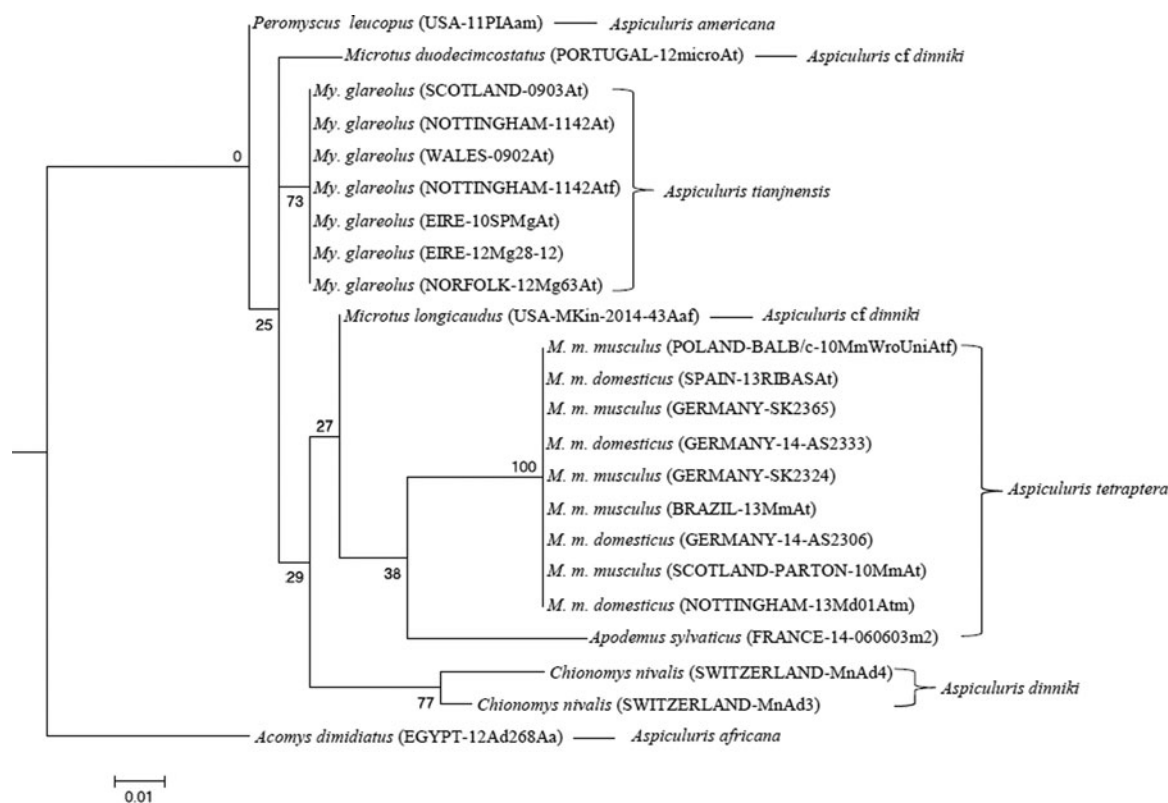 Peromyscus leucopus (USA-11PIAam) Aspiculuris americana
Microtus duodecimcostatus (PORTUGAL-12microAt) Aspiculuris cf dinniki
My. glareolus (SCOTLAND-0903At)
My. glareolus (NOTTINGHAM-1142At)
0
My. glareolus (WALES-0902At)
My. glareolus (NOTTINGHAM-1142Atf) Aspiculuris tianjnensis
73
My. glareolus (EIRE-10SPMgAt)
My. glareolus (EIRE-12Mg28-12)
My. glareolus (NORFOLK-12Mg63At)
Microtus longicaudus (USA-MKin-2014-43Aaf) Aspiculuris cf dinniki
25
M. m. musculus (POLAND-BALB/c-10MmWroUniAtf)
M. m. domesticus (SPAIN-13RIBASAt)
M. m. musculus (GERMANY-SK2365)
27
M. m. domesticus (GERMANY-14-AS2333)
100
M. m. musculus (GERMANY-SK2324)
Aspiculuris tetraptera
M. m. musculus (BRAZIL-13MmAt)
M. m. domesticus (GERMANY-14-AS2306)
M. m. musculus (SCOTLAND-PARTON-10MmAt)
29
38
M. m. domesticus (NOTTINGHAM-13Md01Atm)
Apodemus sylvaticus (FRANCE-14-060603m2)
Chionomys nivalis (SWITZERLAND-MnAd4)
Aspiculuris dinniki
77
Chionomys nivalis (SWITZERLAND-MnAd3)
Acomys dimidiatus (EGYPT-12Ad268Aa) Aspiculuris africana
0.01